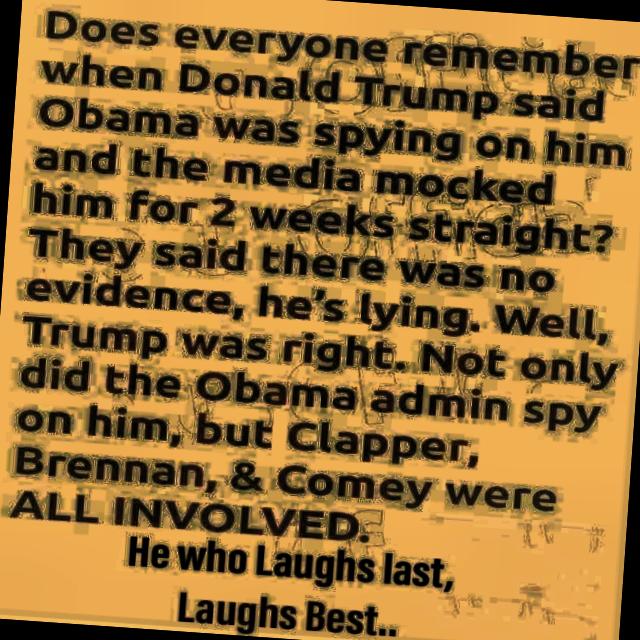 Does everyone remember
when Donald Trump said
Obama was spying on him
and the media mocked
him for 2 weeks straight?
They said there was no
evidence, he's lying. Well,
Trump was right. Not only
did the Obama admin spy
on him, but Clapper,
Brennan, & Comey were
ALL INVOLVED.
He who Laughs last,
Laughs Best..